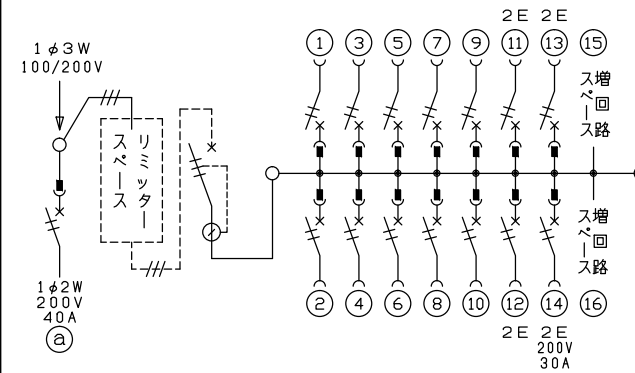 2E 2E
1φ3W
100/200V
① ③ ⑤ ⑦ ⑨ ⑪ ⑬ ⑮
増回路
スペース
リミッター
スペース
増回路
スペース
1φ2W
200V
40A
ⓐ
② ④ ⑥ ⑧ ⑩ ⑫ ⑭ ⑯
2E 2E
200V
30A